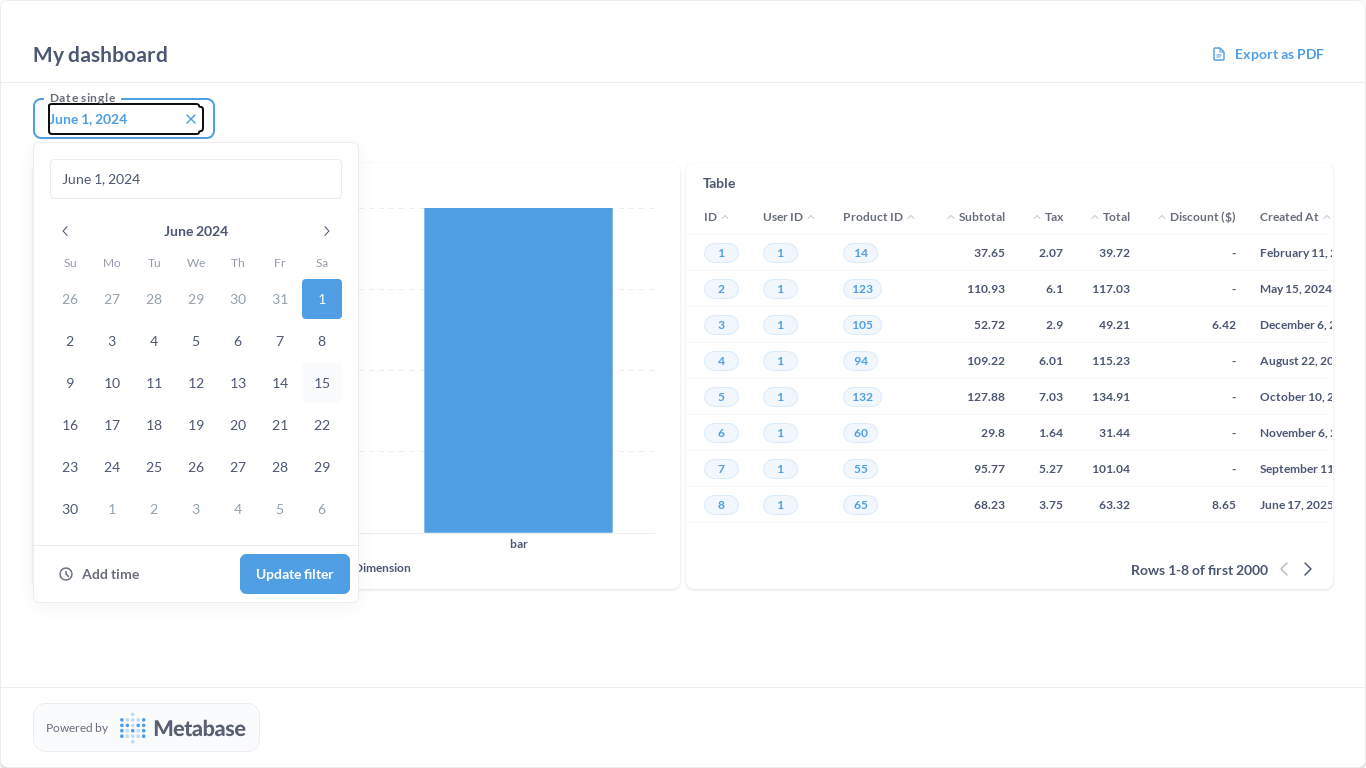 My dashboard
Export as PDF
Date single
June 1, 2024
June 1, 2024
June 2024
Su Mo Tu We Th Fr Sa
26 27 28 29 30 31 1
2 3 4 5 6 7 8
9 10 11 12 13 14 15
16 17 18 19 20 21 22
23 24 25 26 27 28 29
30 1 2 3 4 5 6
Add time
Update filter
bar
Dimension
Table
ID User ID Product ID Subtotal Tax Total Discount ($) Created At
1 1 14 37.65 2.07 39.72 - February 11,
2 1 123 110.93 6.1 117.03 - May 15, 2024
3 1 105 52.72 2.9 49.21 6.42 December 6,
4 1 94 109.22 6.01 115.23 - August 22, 20
5 1 132 127.88 7.03 134.91 - October 10,
6 1 60 29.8 1.64 31.44 - November 6,
7 1 55 95.77 5.27 101.04 - September 11
8 1 65 68.23 3.75 63.32 8.65 June 17, 2025
Rows 1-8 of first 2000
Powered by
Metabase